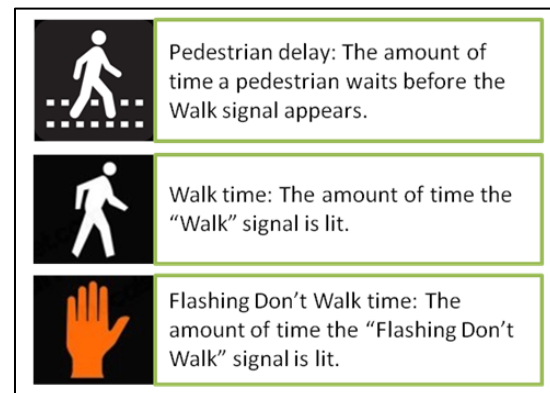 Pedestrian delay: The amount of
time a pedestrian waits before the
Walk signal appears.
Walk time: The amount of time the
“Walk” signal is lit.
Flashing Don’t Walk time: The
amount of time the “Flashing Don’t
Walk” signal is lit.